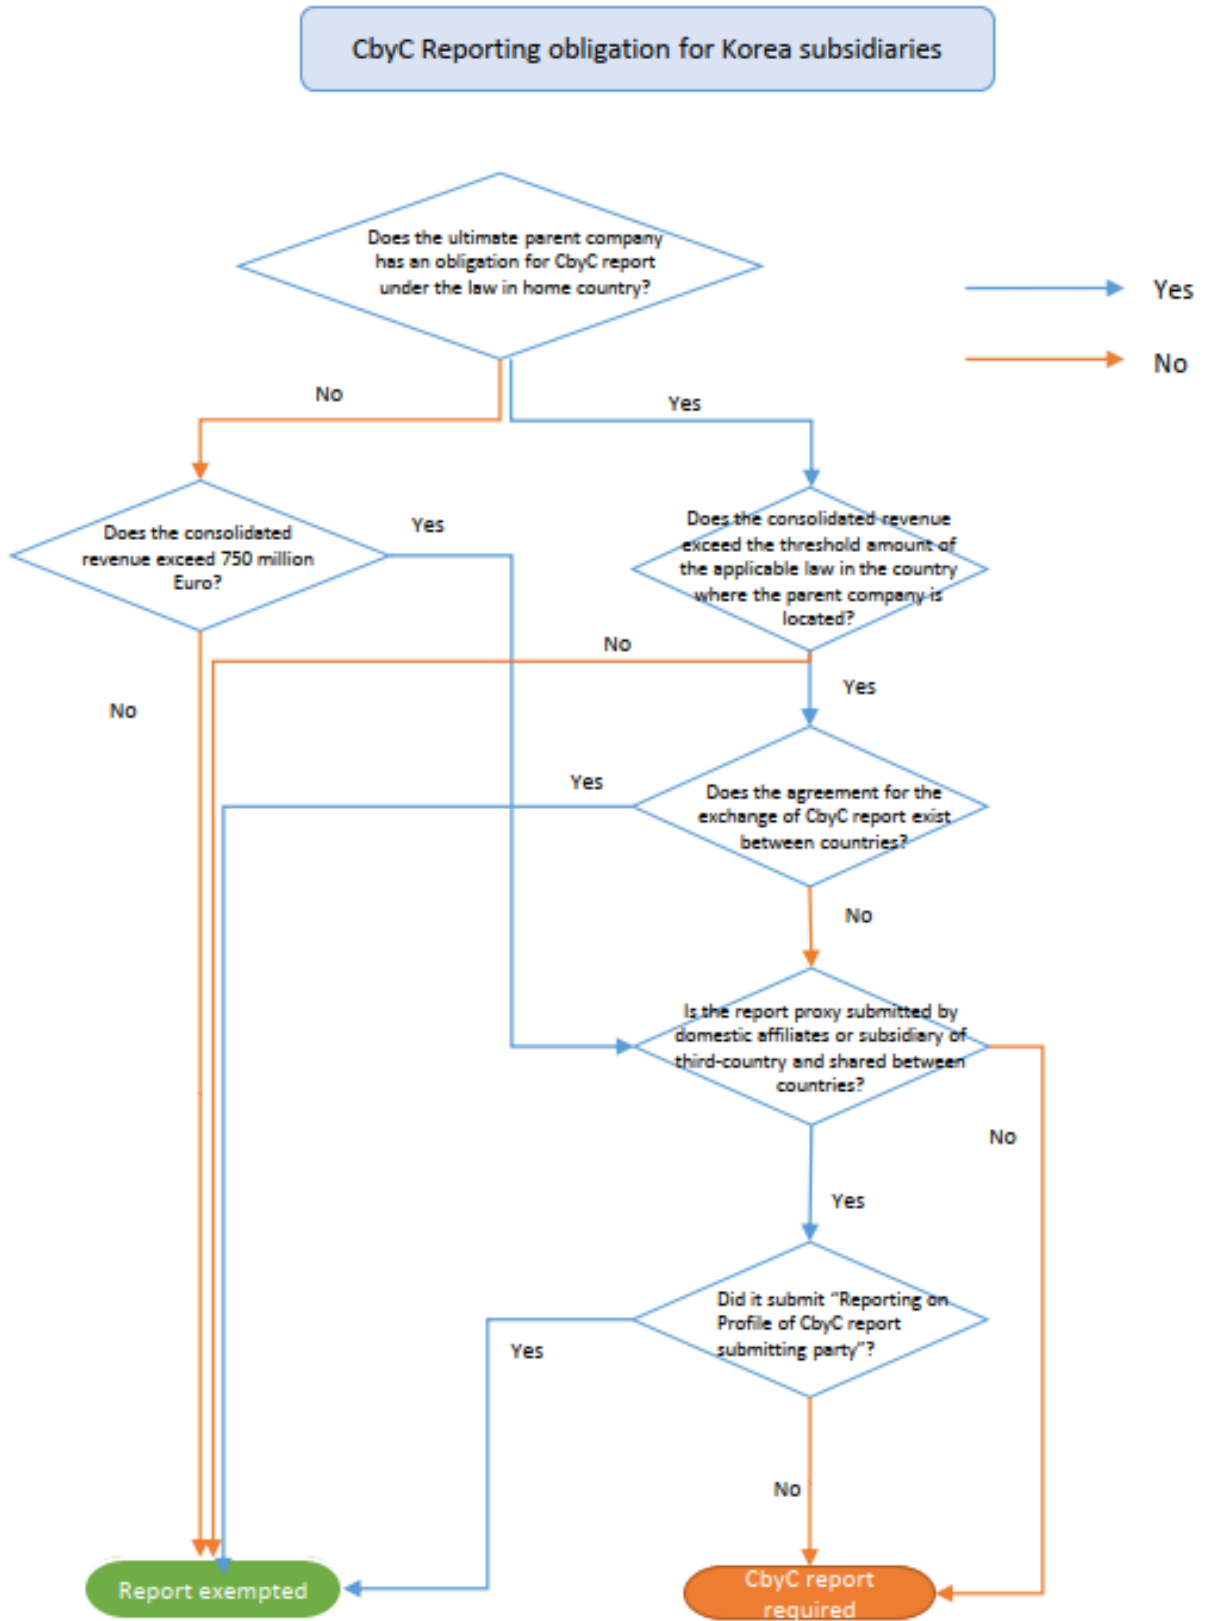 CbyC Reporting obligation for Korea subsidiaries
Does the ultimate parent company
has an obligation for CbyC report
under the law in home country?
Yes
No
No
Yes
Does the consolidated
revenue exceed 750 million
Euro?
Yes
Does the consolidated revenue
exceed the threshold amount of
the applicable law in the country
where the parent company is
located?
No
Yes
No
Yes
Does the agreement for the
exchange of CbyC report exist
between countries?
No
Is the report proxy submitted by
domestic affiliates or subsidiary of
third-country and shared between
countries?
No
Yes
Did it submit “Reporting on
Profile of CbyC report
submitting party”?
Yes
No
Report exempted
CbyC report
required